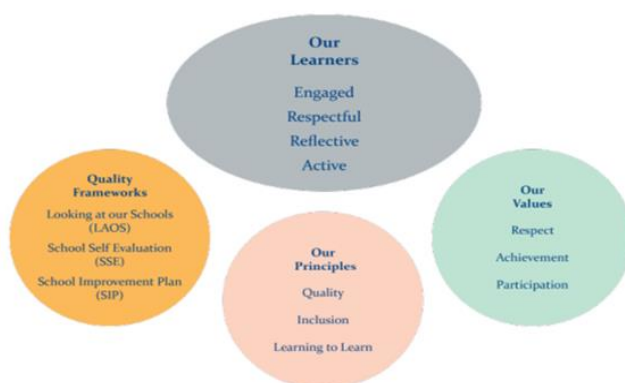 Our
Learners
Engaged
Respectful
Reflective
Active
Quality
Frameworks
Looking at our Schools
(LAOS)
School Self Evaluation
(SSE)
School Improvement Plan
(SIP)
Our
Principles
Quality
Inclusion
Learning to Learn
Our
Values
Respect
Achievement
Participation